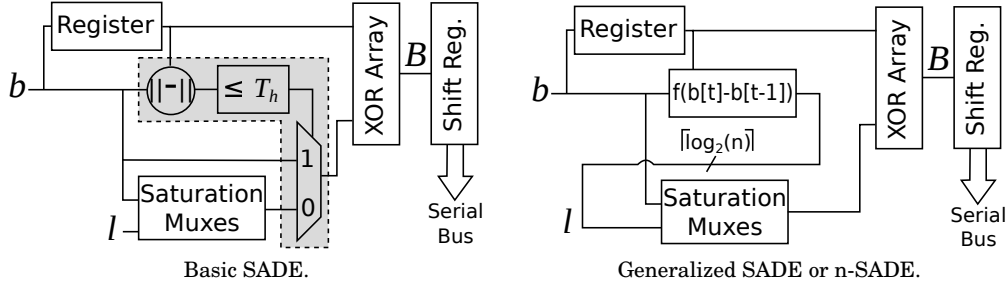 Register
b
||-||
≤ T_h
1
0
Saturation
Muxes
l
XOR Array
B
Shift Reg.
Serial
Bus
Basic SADE.
Register
b
f(b[t]-b[t-1])
⌈log₂(n)⌉
Saturation
Muxes
l
XOR Array
B
Shift Reg.
Serial
Bus
Generalized SADE or n-SADE.